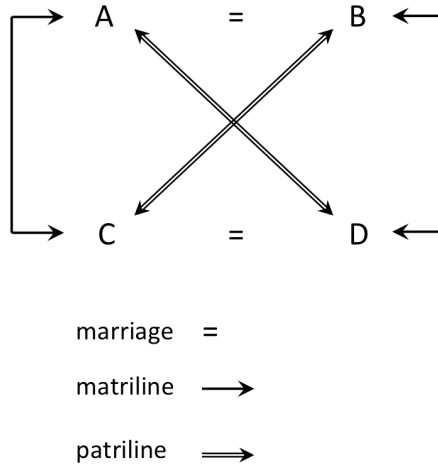 A = B
C = D
marriage =
matriline
patriline